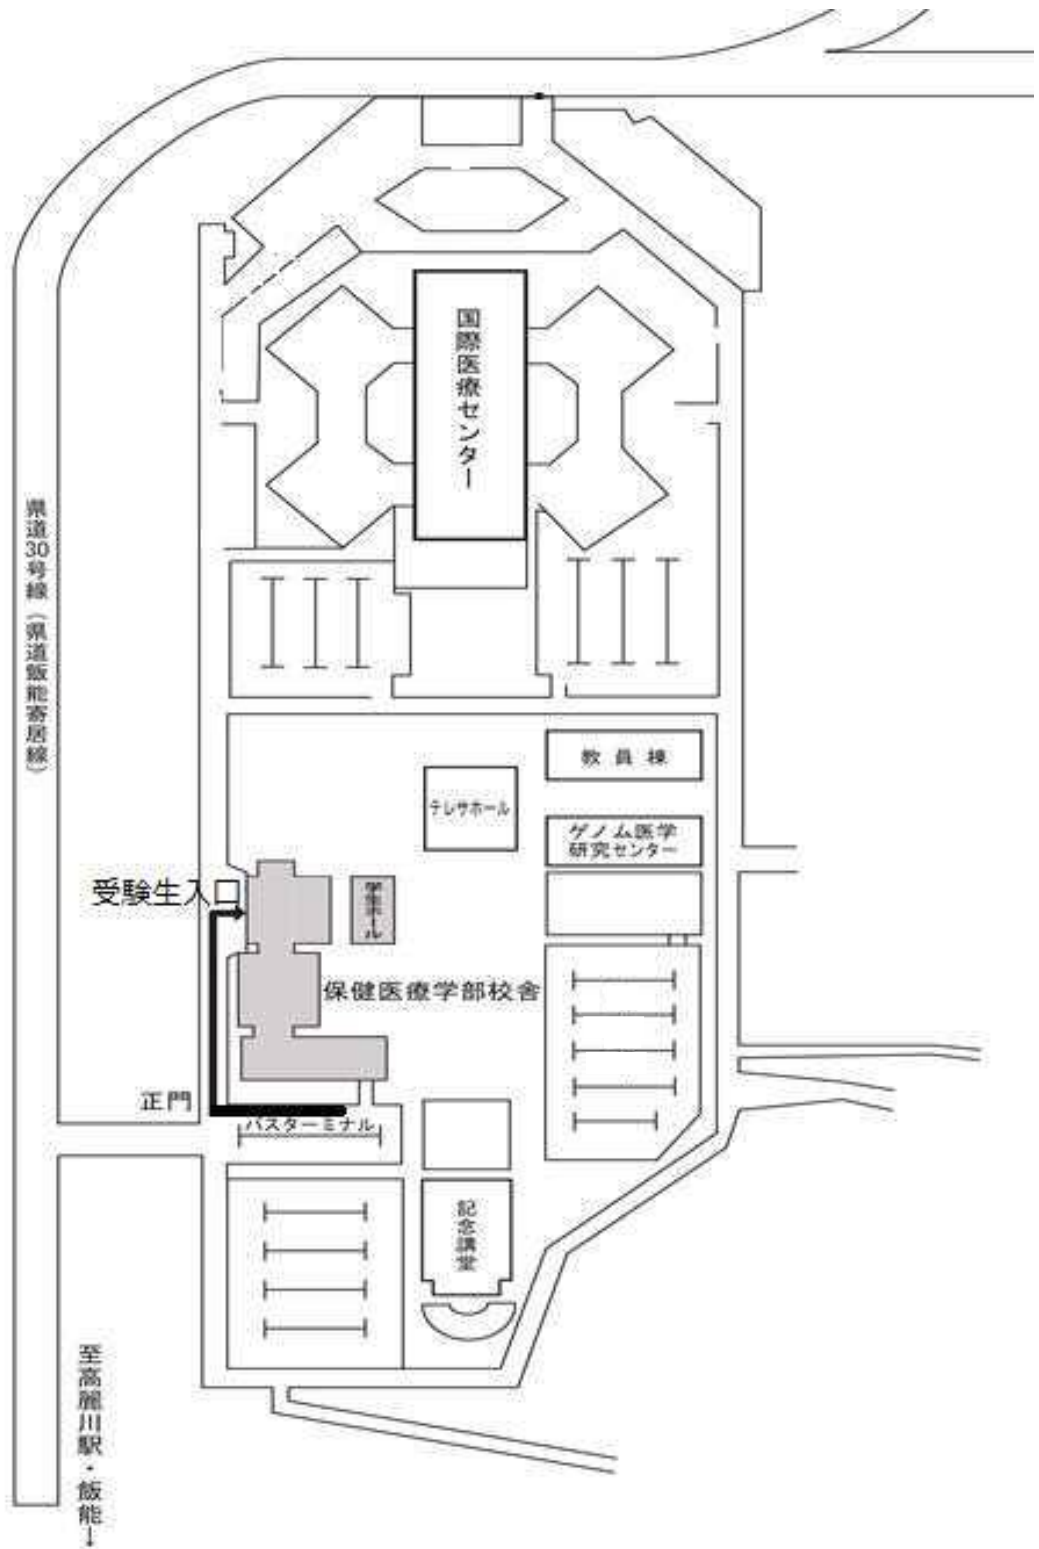 国際医療センター
県道30号線（県道飯能寄居線）
教員棟
テレサホール
ゲノム医学
研究センター
受験生入口
学生ホール
保健医療学部校舎
正門
バスターミナル
記念講堂
至高麗川駅・飯能↓